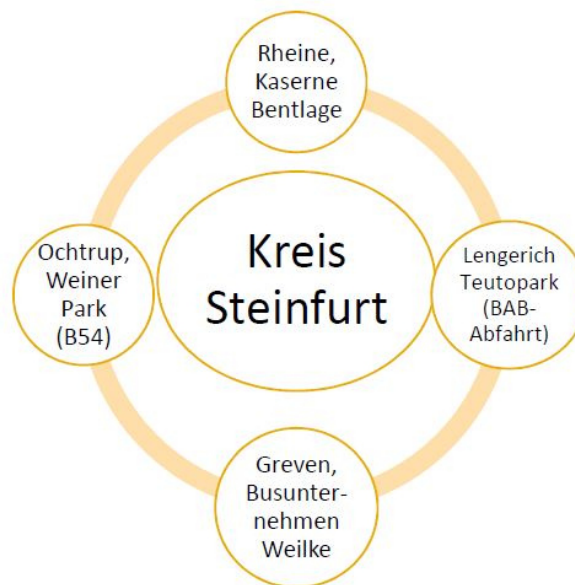 Rheine,
Kaserne
Bentlage
Ochtrup,
Weiner
Park
(B54)
Kreis
Steinfurt
Lengerich
Teutopark
(BAB-
Abfahrt)
Greven,
Busunter-
nehmen
Weilke